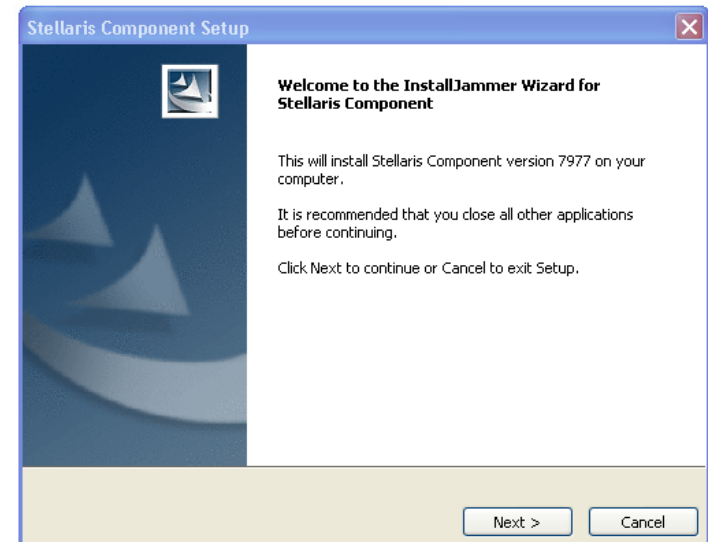 Stellaris Component Setup
Welcome to the InstallJammer Wizard for
Stellaris Component
This will install Stellaris Component version 7977 on your
computer.
It is recommended that you close all other applications
before continuing.
Click Next to continue or Cancel to exit Setup.
Next >
Cancel